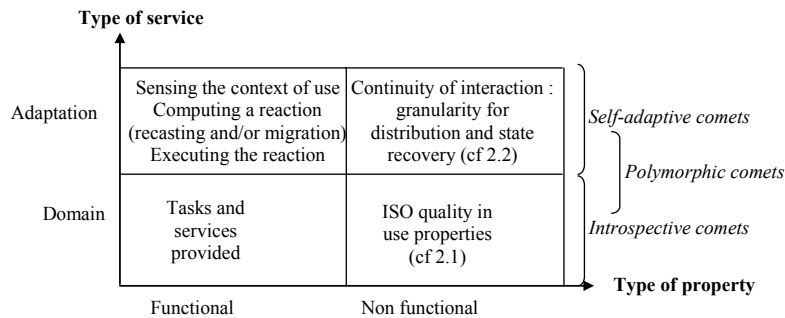 Type of service
Adaptation
Sensing the context of use
Computing a reaction
(recasting and/or migration)
Executing the reaction
Continuity of interaction :
granularity for
distribution and state
recovery (cf 2.2)
Self-adaptive comets
Polymorphic comets
Domain
Tasks and
services
provided
ISO quality in
use properties
(cf 2.1)
Introspective comets
Type of property
Functional
Non functional